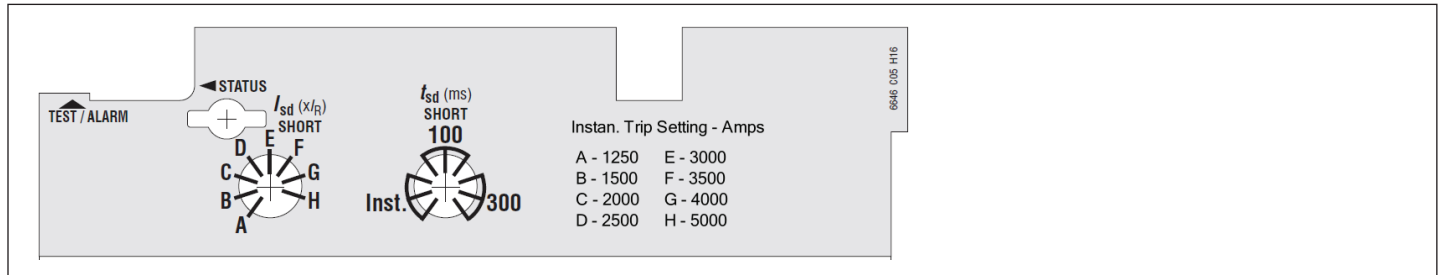 ◄STATUS
TEST / ALARM
Isd (xIR)
SHORT
A
B
C
D
E
F
G
H
tsd (ms)
SHORT
100
Inst.
300
Instan. Trip Setting - Amps
A - 1250 E - 3000
B - 1500 F - 3500
C - 2000 G - 4000
D - 2500 H - 5000
6646 C05 H16